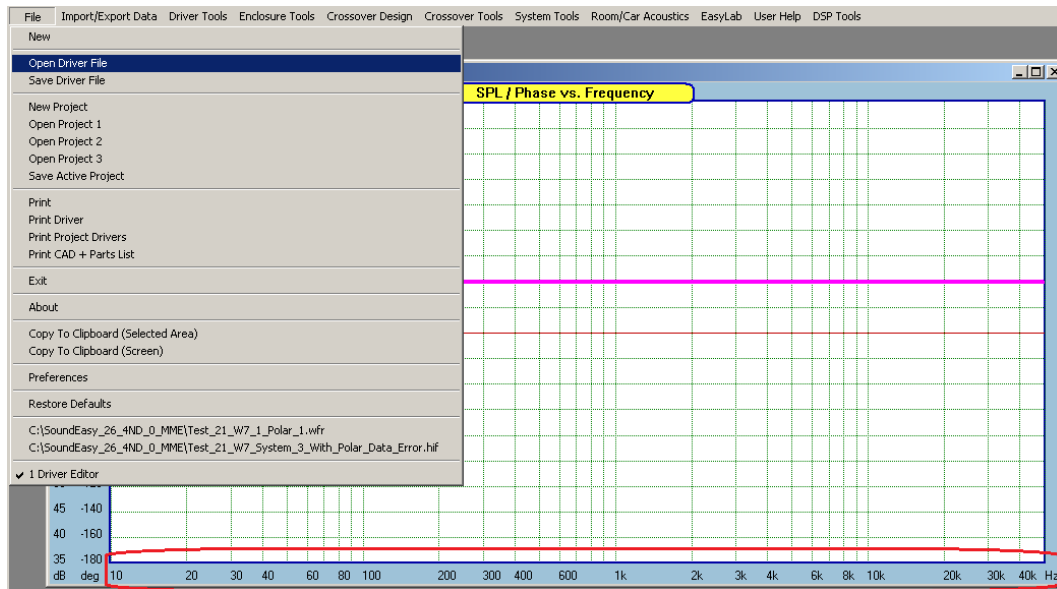 File Import/Export Data Driver Tools Enclosure Tools Crossover Design Crossover Tools System Tools Room/Car Acoustics EasyLab User Help DSP Tools
New
Open Driver File
Save Driver File
New Project
Open Project 1
Open Project 2
Open Project 3
Save Active Project
Print
Print Driver
Print Project Drivers
Print CAD + Parts List
Exit
About
Copy To Clipboard (Selected Area)
Copy To Clipboard (Screen)
Preferences
Restore Defaults
C:\SoundEasy_26_4ND_0_MME\Test_21_W7_1_Polar_1.wfr
C:\SoundEasy_26_4ND_0_MME\Test_21_W7_System_3_With_Polar_Data_Error.hif
1 Driver Editor
SPL / Phase vs. Frequency
45 -140
40 -160
35 -180
dB deg 10 20 30 40 60 80 100 200 300 400 600 1k 2k 3k 4k 6k 8k 10k 20k 30k 40k Hz